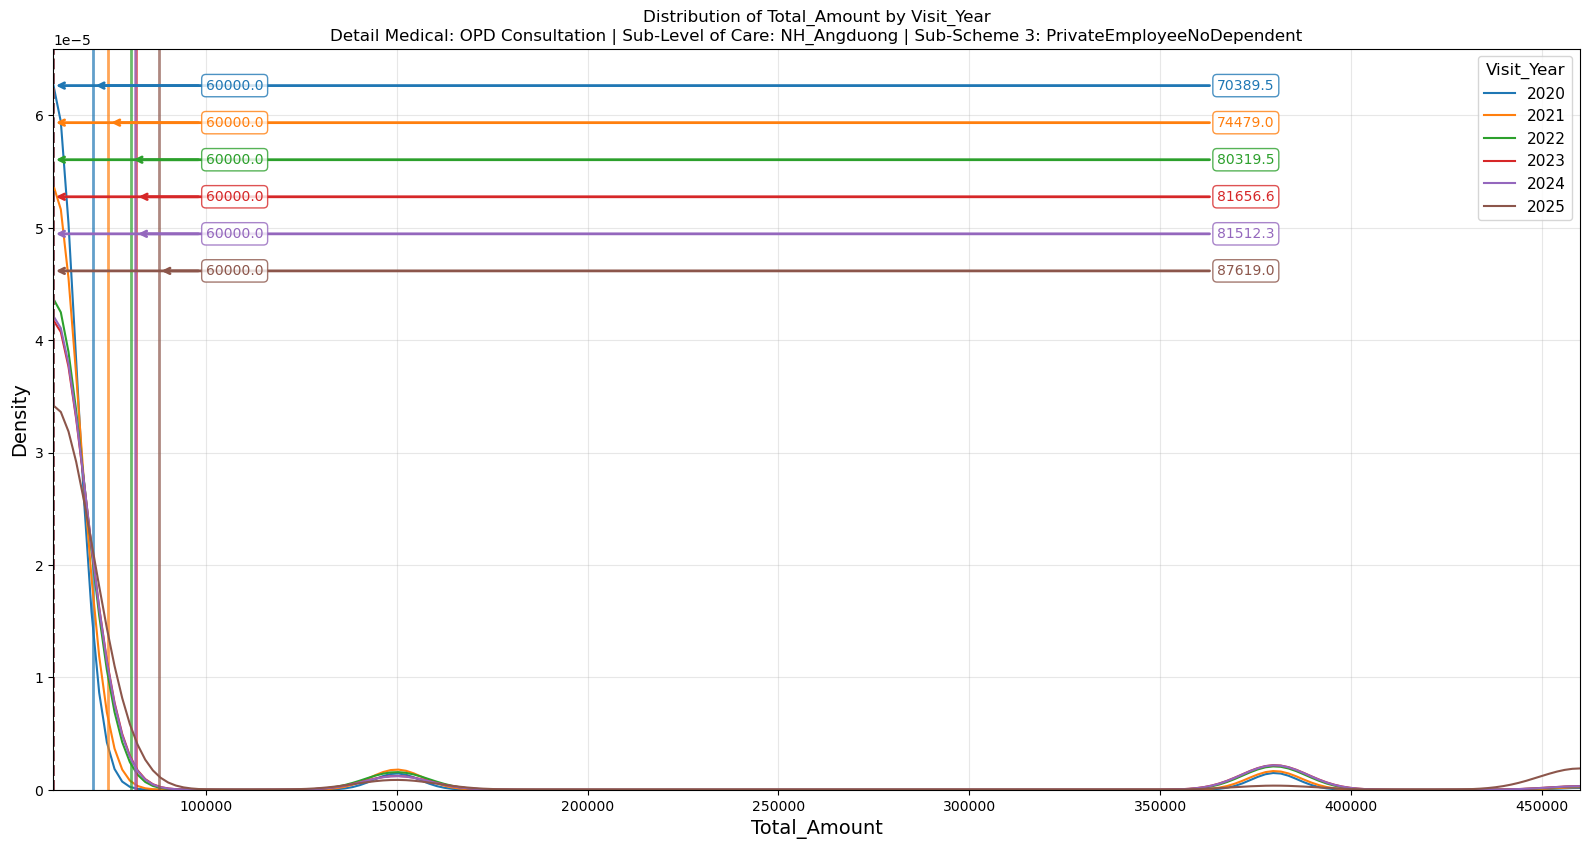 Distribution of Total_Amount by Visit_Year
Detail Medical: OPD Consultation | Sub-Level of Care: NH_Angduong | Sub-Scheme 3: PrivateEmployeeNoDependent
1e−5
Visit_Year
2020
2021
2022
2023
2024
2025
60000.0 70389.5
60000.0 74479.0
60000.0 80319.5
60000.0 81656.6
60000.0 81512.3
60000.0 87619.0
6
5
4
3
2
1
0
Density
100000 150000 200000 250000 300000 350000 400000 450000
Total_Amount